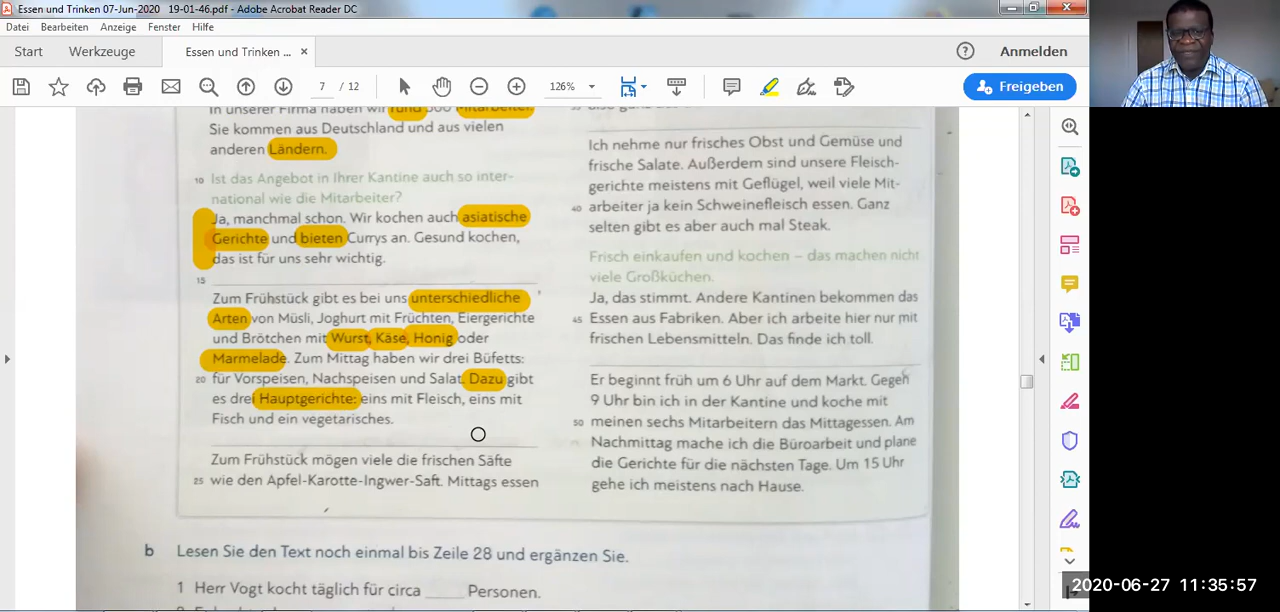 Essen und Trinken 07-Jun-2020 19-01-46.pdf - Adobe Acrobat Reader DC
Datei Bearbeiten Anzeige Fenster Hilfe
Start Werkzeuge Essen und Trinken ... × Anmelden
7 / 12 126% Freigeben
In unserer Firma haben wir rund 300 Mitarbeiter.
Sie kommen aus Deutschland und aus vielen
anderen Ländern.
10 Ist das Angebot in Ihrer Kantine auch so inter-
national wie die Mitarbeiter?
Ja, manchmal schon. Wir kochen auch asiatische
Gerichte und bieten Currys an. Gesund kochen,
das ist für uns sehr wichtig.
15
Zum Frühstück gibt es bei uns unterschiedliche
Arten von Müsli, Joghurt mit Früchten, Eiergerichte
und Brötchen mit Wurst, Käse, Honig oder
Marmelade. Zum Mittag haben wir drei Büfetts:
20 für Vorspeisen, Nachspeisen und Salat. Dazu gibt
es drei Hauptgerichte: eins mit Fleisch, eins mit
Fisch und ein vegetarisches.
Zum Frühstück mögen viele die frischen Säfte
25 wie den Apfel-Karotte-Ingwer-Saft. Mittags essen
Ich nehme nur frisches Obst und Gemüse und
frische Salate. Außerdem sind unsere Fleisch-
gerichte meistens mit Geflügel, weil viele Mit-
40 arbeiter ja kein Schweinefleisch essen. Ganz
selten gibt es aber auch mal Steak.
Frisch einkaufen und kochen – das machen nicht
viele Großküchen.
Ja, das stimmt. Andere Kantinen bekommen das
45 Essen aus Fabriken. Aber ich arbeite hier nur mit
frischen Lebensmitteln. Das finde ich toll.
Er beginnt früh um 6 Uhr auf dem Markt. Gegen
9 Uhr bin ich in der Kantine und koche mit
50 meinen sechs Mitarbeitern das Mittagessen. Am
Nachmittag mache ich die Büroarbeit und plane
die Gerichte für die nächsten Tage. Um 15 Uhr
gehe ich meistens nach Hause.
b Lesen Sie den Text noch einmal bis Zeile 28 und ergänzen Sie.
1 Herr Vogt kocht täglich für circa ____ Personen.
2020-06-27 11:35:57